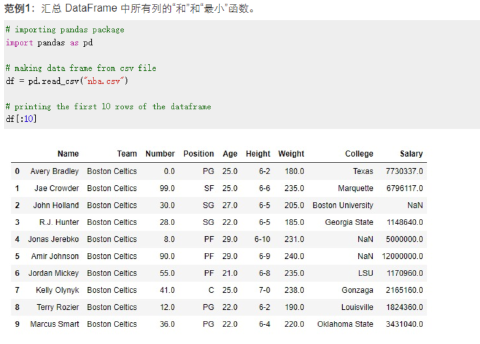 范例1：汇总 DataFrame 中所有列的“和”和“最小”函数。
# importing pandas package
import pandas as pd
# making data frame from csv file
df = pd.read_csv("nba.csv")
# printing the first 10 rows of the dataframe
df[:10]
Name Team Number Position Age Height Weight College Salary
0 Avery Bradley Boston Celtics 0.0 PG 25.0 6-2 180.0 Texas 7730337.0
1 Jae Crowder Boston Celtics 99.0 SF 25.0 6-6 235.0 Marquette 6796117.0
2 John Holland Boston Celtics 30.0 SG 27.0 6-5 205.0 Boston University NaN
3 R.J. Hunter Boston Celtics 28.0 SG 22.0 6-5 185.0 Georgia State 1148640.0
4 Jonas Jerebko Boston Celtics 8.0 PF 29.0 6-10 231.0 NaN 5000000.0
5 Amir Johnson Boston Celtics 90.0 PF 29.0 6-9 240.0 NaN 12000000.0
6 Jordan Mickey Boston Celtics 55.0 PF 21.0 6-8 235.0 LSU 1170960.0
7 Kelly Olynyk Boston Celtics 41.0 C 25.0 7-0 238.0 Gonzaga 2165160.0
8 Terry Rozier Boston Celtics 12.0 PG 22.0 6-2 190.0 Louisville 1824360.0
9 Marcus Smart Boston Celtics 36.0 PG 22.0 6-4 220.0 Oklahoma State 3431040.0